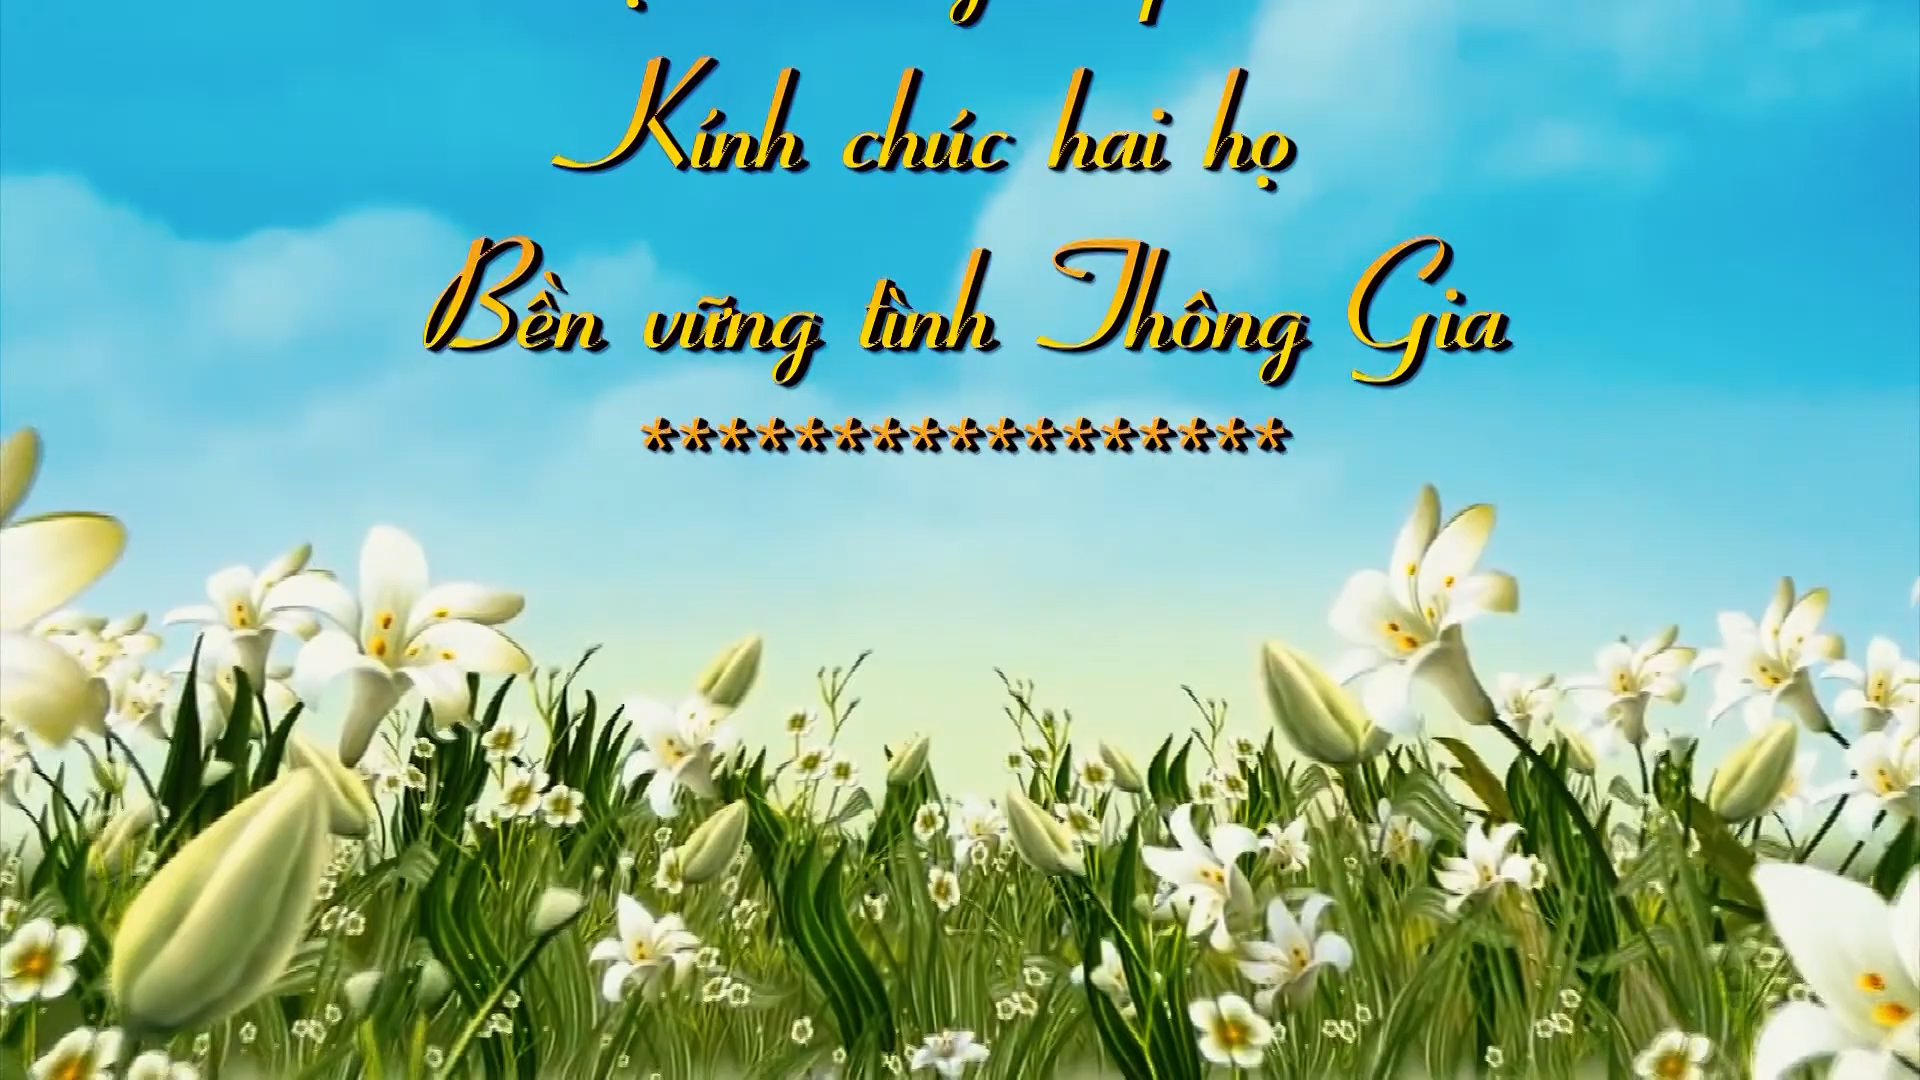 Kính chúc hai họ
Bền vững tình Thông Gia
*****************